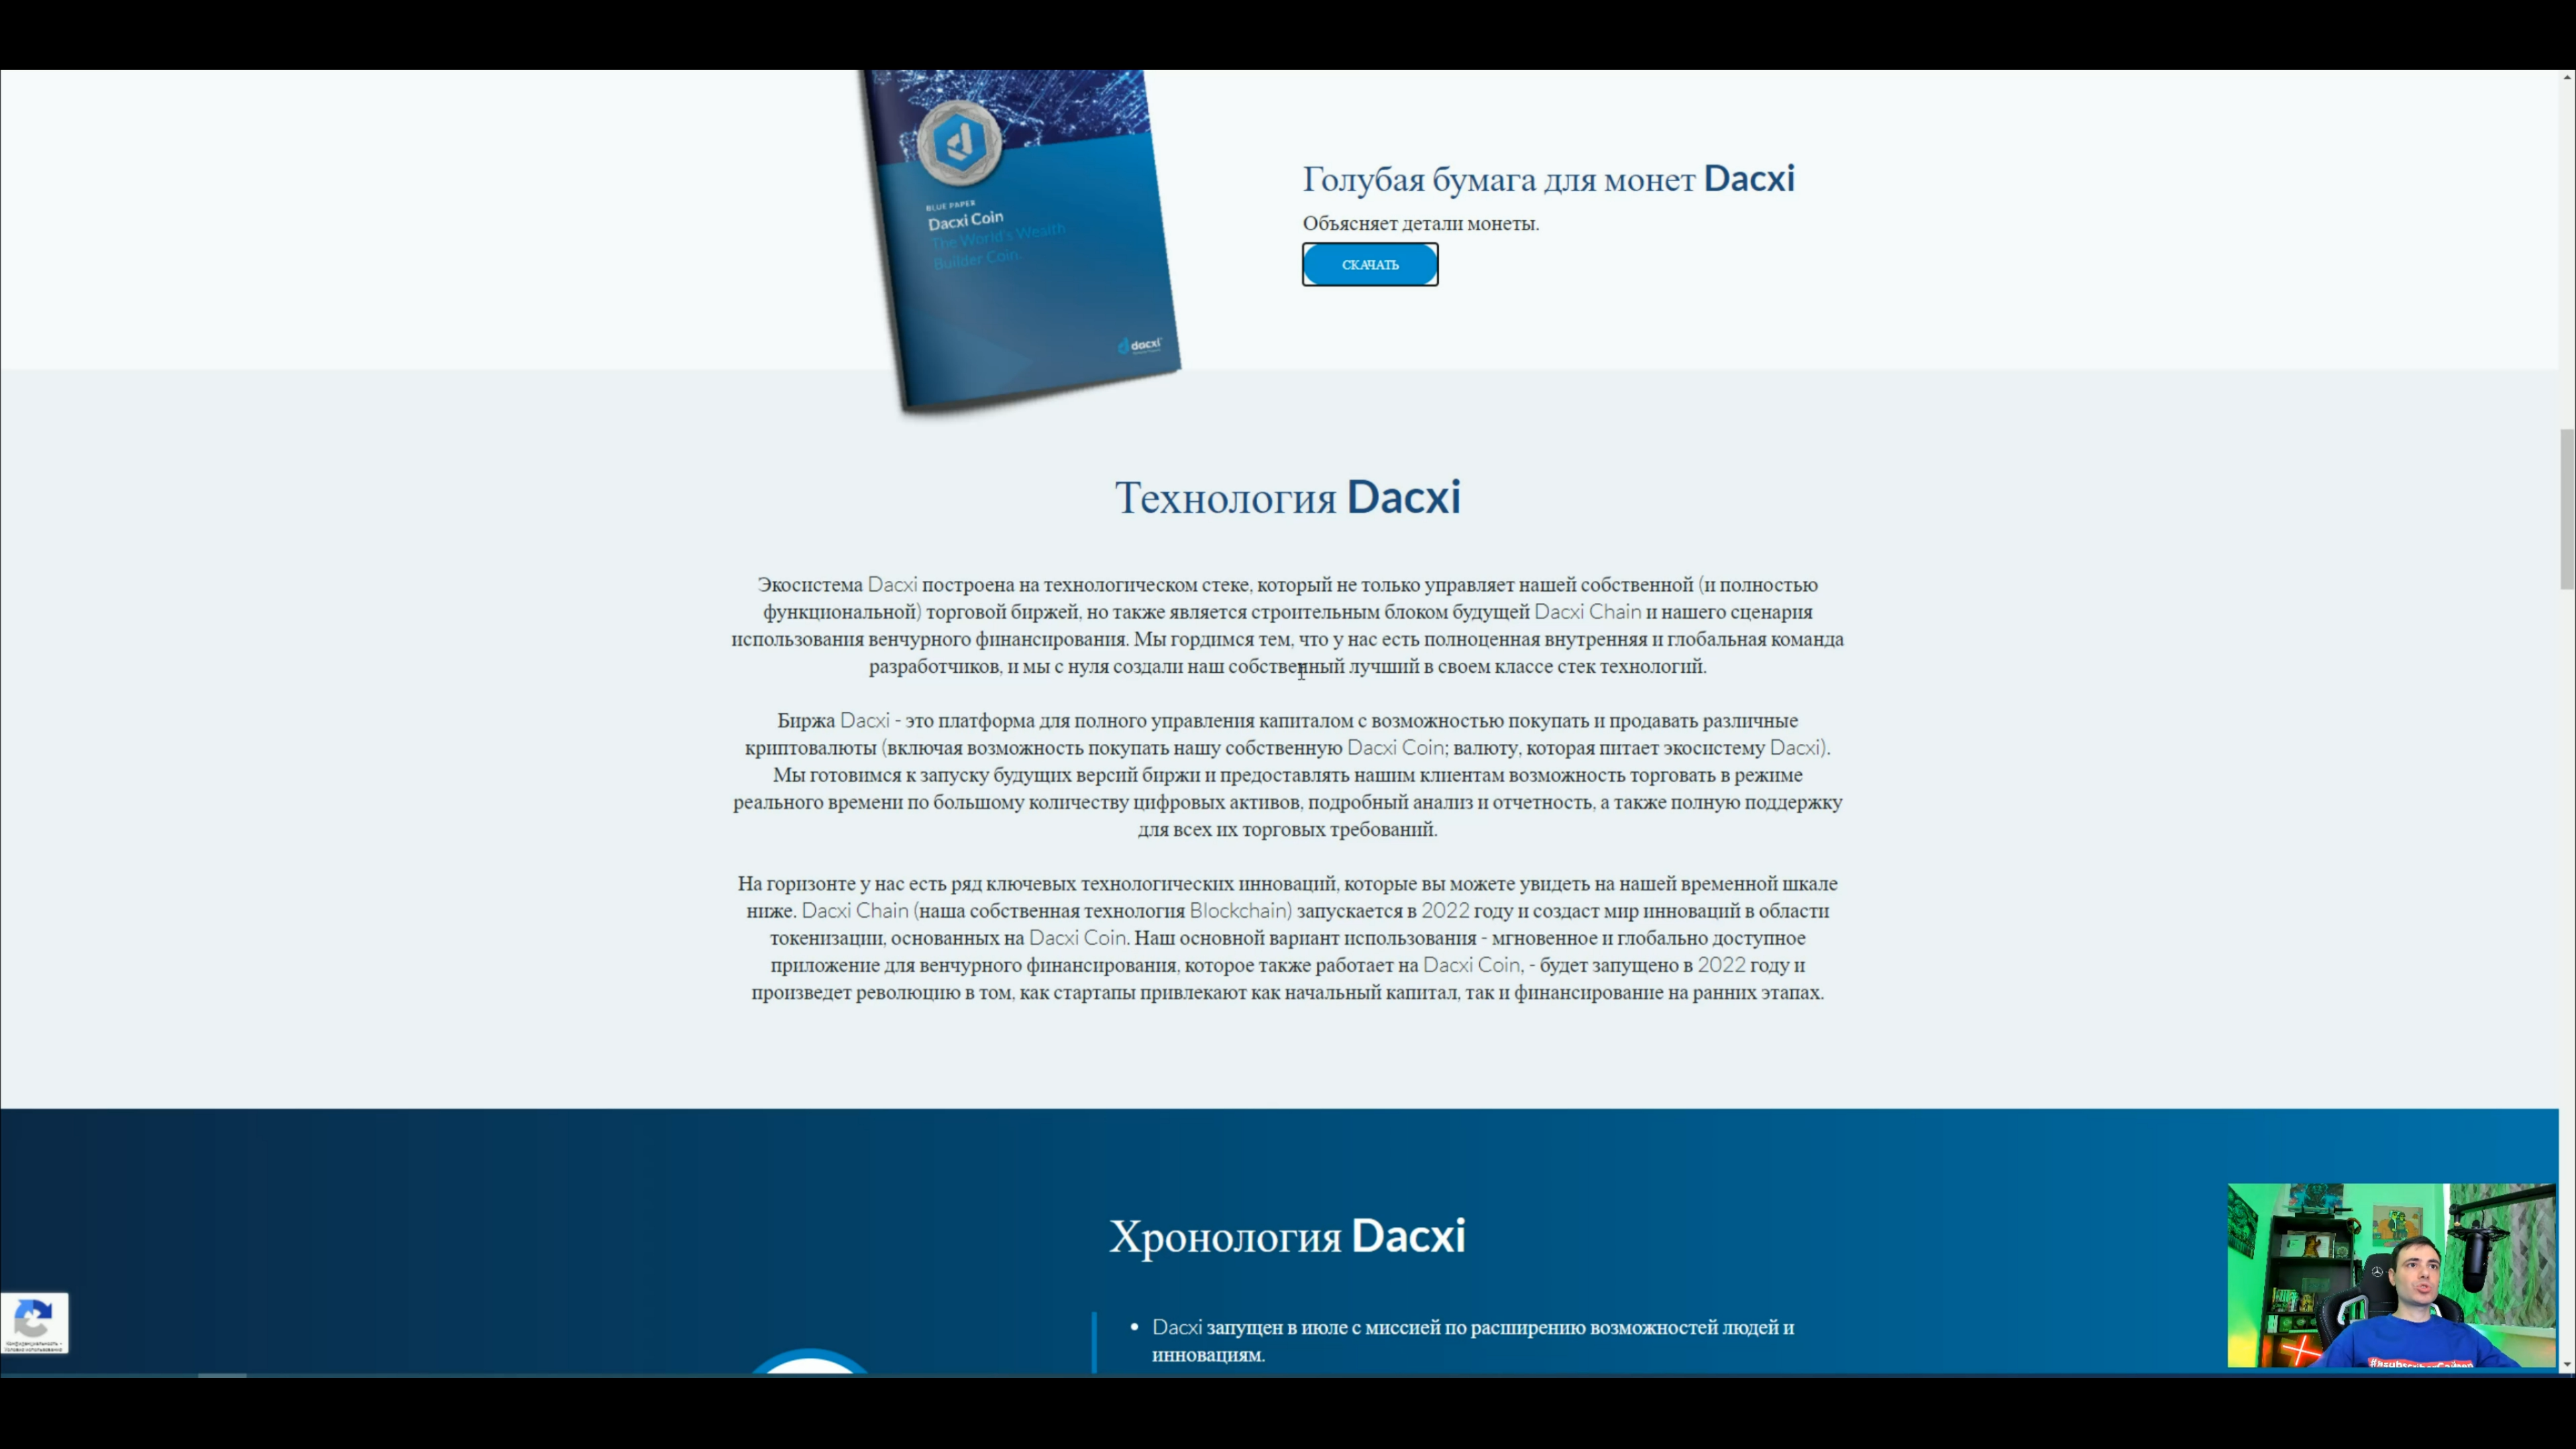 BLUE PAPER
Dacxi Coin
The World's Wealth
Builder Coin.
dacxi
Голубая бумага для монет Dacxi
Объясняет детали монеты.
СКАЧАТЬ
Технология Dacxi
Экосистема Dacxi построена на технологическом стеке, который не только управляет нашей собственной (и полностью
функциональной) торговой биржей, но также является строительным блоком будущей Dacxi Chain и нашего сценария
использования венчурного финансирования. Мы гордимся тем, что у нас есть полноценная внутренняя и глобальная команда
разработчиков, и мы с нуля создали наш собственный лучший в своем классе стек технологий.
Биржа Dacxi - это платформа для полного управления капиталом с возможностью покупать и продавать различные
криптовалюты (включая возможность покупать нашу собственную Dacxi Coin; валюту, которая питает экосистему Dacxi).
Мы готовимся к запуску будущих версий биржи и предоставлять нашим клиентам возможность торговать в режиме
реального времени по большому количеству цифровых активов, подробный анализ и отчетность, а также полную поддержку
для всех их торговых требований.
На горизонте у нас есть ряд ключевых технологических инноваций, которые вы можете увидеть на нашей временной шкале
ниже. Dacxi Chain (наша собственная технология Blockchain) запускается в 2022 году и создаст мир инноваций в области
токенизации, основанных на Dacxi Coin. Наш основной вариант использования - мгновенное и глобально доступное
приложение для венчурного финансирования, которое также работает на Dacxi Coin, - будет запущено в 2022 году и
произведет революцию в том, как стартапы привлекают как начальный капитал, так и финансирование на ранних этапах.
Хронология Dacxi
• Dacxi запущен в июле с миссией по расширению возможностей людей и
инновациям.